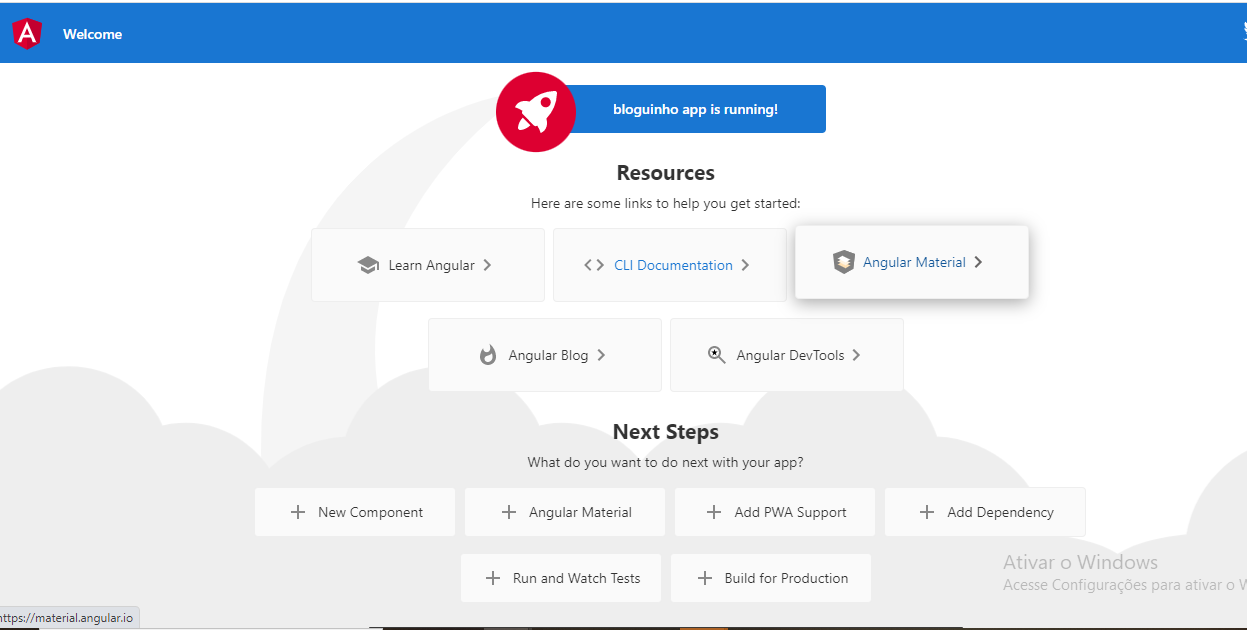 Welcome
bloguinho app is running!
Resources
Here are some links to help you get started:
Learn Angular
CLI Documentation
Angular Material
Angular Blog
Angular DevTools
Next Steps
What do you want to do next with your app?
New Component
Angular Material
Add PWA Support
Add Dependency
Run and Watch Tests
Build for Production
Ativar o Windows
Acesse Configurações para ativar o W
https://material.angular.io